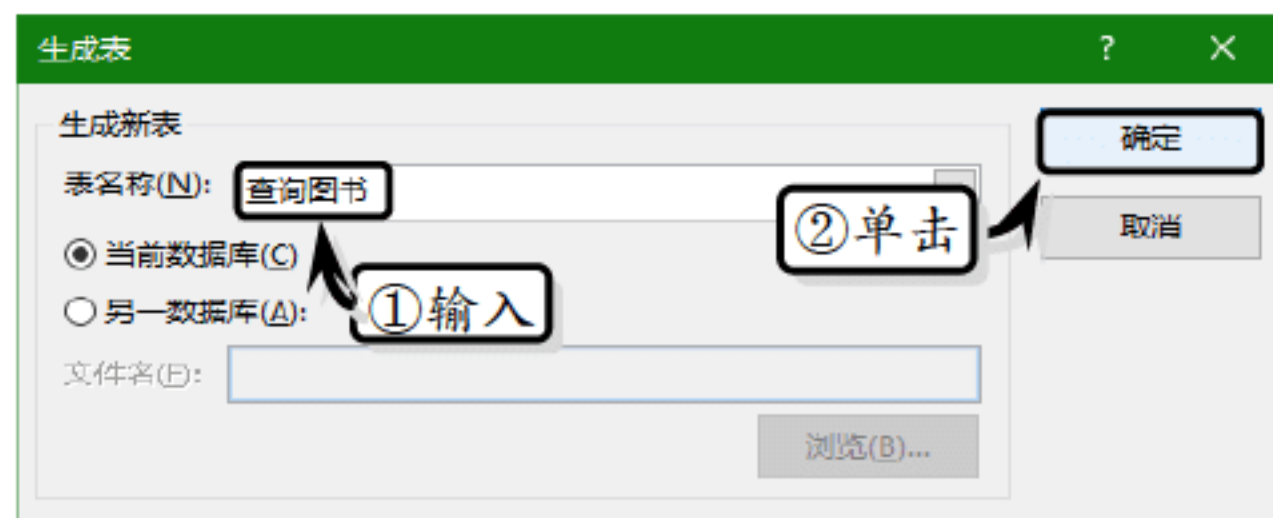 生成表 ? ×
生成新表
确定
表名称(N):
查询图书
②单击
取消
当前数据库(C)
①输入
另一数据库(A):
文件名(F):
浏览(B)...